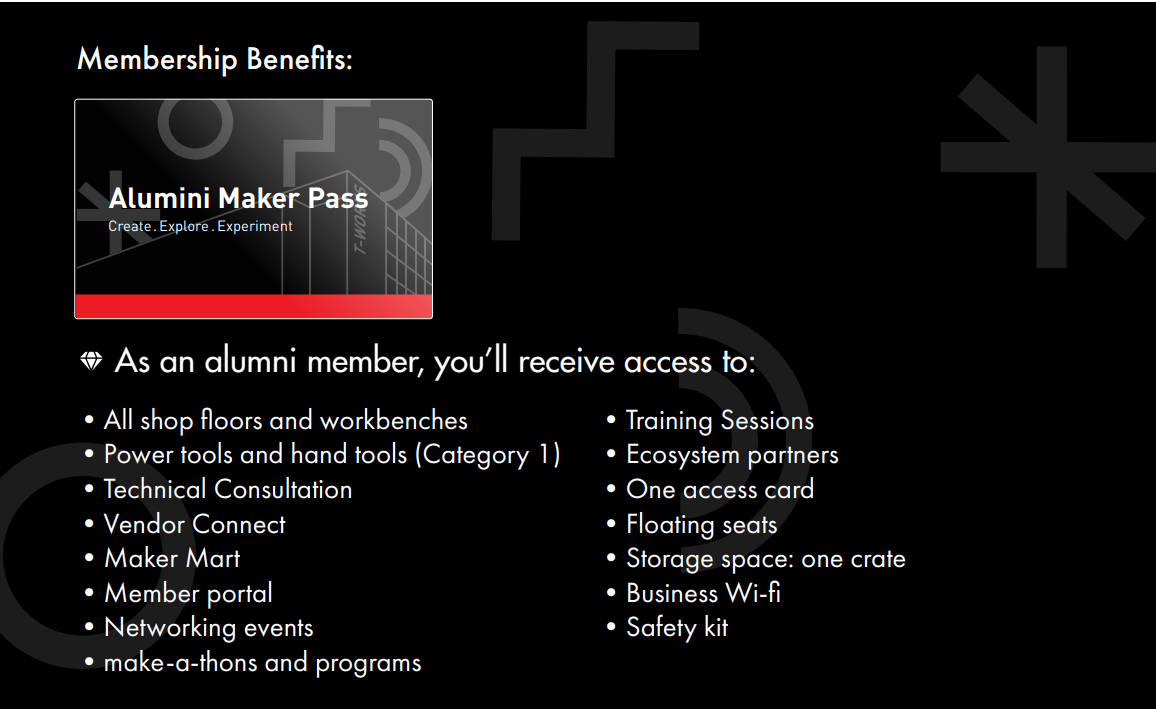 Membership Benefits:
Alumini Maker Pass
Create . Explore . Experiment
T-WORKS
As an alumni member, you’ll receive access to:
• All shop floors and workbenches
• Power tools and hand tools (Category 1)
• Technical Consultation
• Vendor Connect
• Maker Mart
• Member portal
• Networking events
• make-a-thons and programs
• Training Sessions
• Ecosystem partners
• One access card
• Floating seats
• Storage space: one crate
• Business Wi-fi
• Safety kit